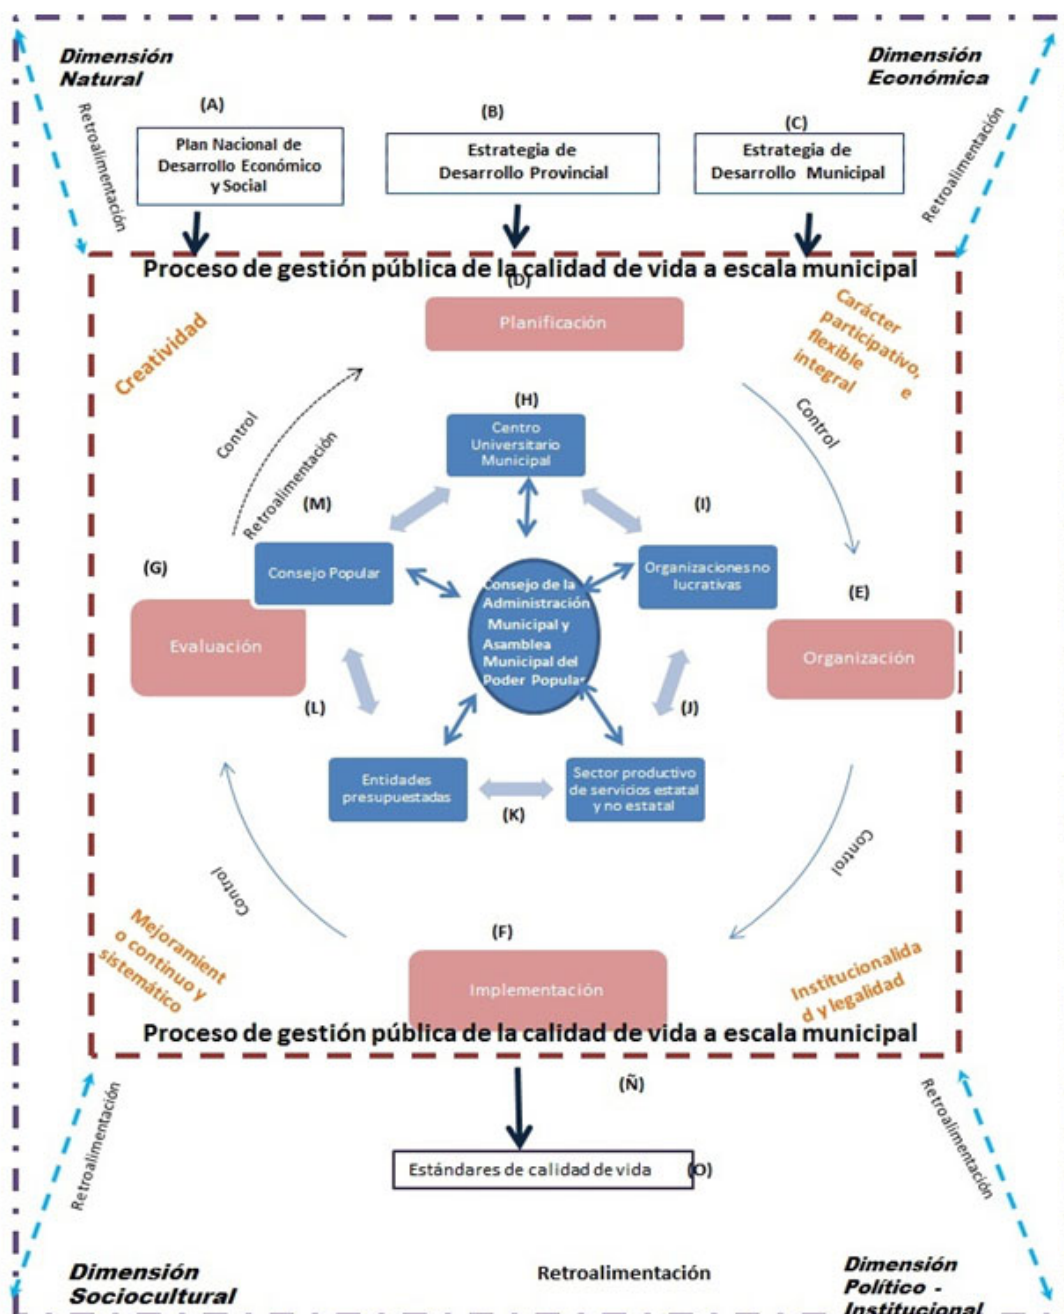 Dimensión
Natural
Dimensión
Económica
Retroalimentación
Retroalimentación
(A)
(B)
(C)
Plan Nacional de
Desarrollo Económico
y Social
Estrategia de
Desarrollo Provincial
Estrategia de
Desarrollo Municipal
Proceso de gestión pública de la calidad de vida a escala municipal
(D)
Planificación
Creatividad
Carácter
participativo,
flexible e
integral
Control
Retroalimentación
Control
(H)
Centro
Universitario
Municipal
(M)
(I)
Consejo Popular
Organizaciones no
lucrativas
(G)
(E)
Evaluación
Organización
Consejo de la
Administración
Municipal y
Asamblea
Municipal del
Poder Popular
(L)
(J)
Entidades
presupuestadas
Sector productivo
de servicios estatal
y no estatal
(K)
Control
Control
(F)
Implementación
Mejoramient
o continuo y
sistemático
Institucionalida
d y legalidad
Proceso de gestión pública de la calidad de vida a escala municipal
(Ñ)
Retroalimentación
Retroalimentación
Estándares de calidad de vida (O)
Dimensión
Sociocultural
Retroalimentación
Dimensión
Político -
Institucional